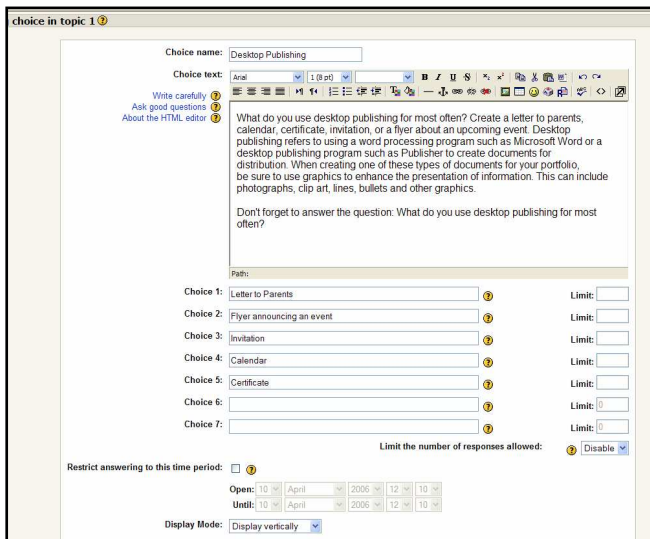 choice in topic 1
Choice name: Desktop Publishing
Choice text: Arial 1 (8 pt)
Write carefully
Ask good questions
About the HTML editor
What do you use desktop publishing for most often? Create a letter to parents,
calendar, certificate, invitation, or a flyer about an upcoming event. Desktop
publishing refers to using a word processing program such as Microsoft Word or a
desktop publishing program such as Publisher to create documents for
distribution. When creating one of these types of documents for your portfolio,
be sure to use graphics to enhance the presentation of information. This can include
photographs, clip art, lines, bullets and other graphics.
Don't forget to answer the question: What do you use desktop publishing for most
often?
Path:
Choice 1: Letter to Parents Limit:
Choice 2: Flyer announcing an event Limit:
Choice 3: Invitation Limit:
Choice 4: Calendar Limit:
Choice 5: Certificate Limit:
Choice 6: Limit: 0
Choice 7: Limit: 0
Limit the number of responses allowed: Disable
Restrict answering to this time period:
Open: 10 April 2006 12 10
Until: 10 April 2006 12 10
Display Mode: Display vertically